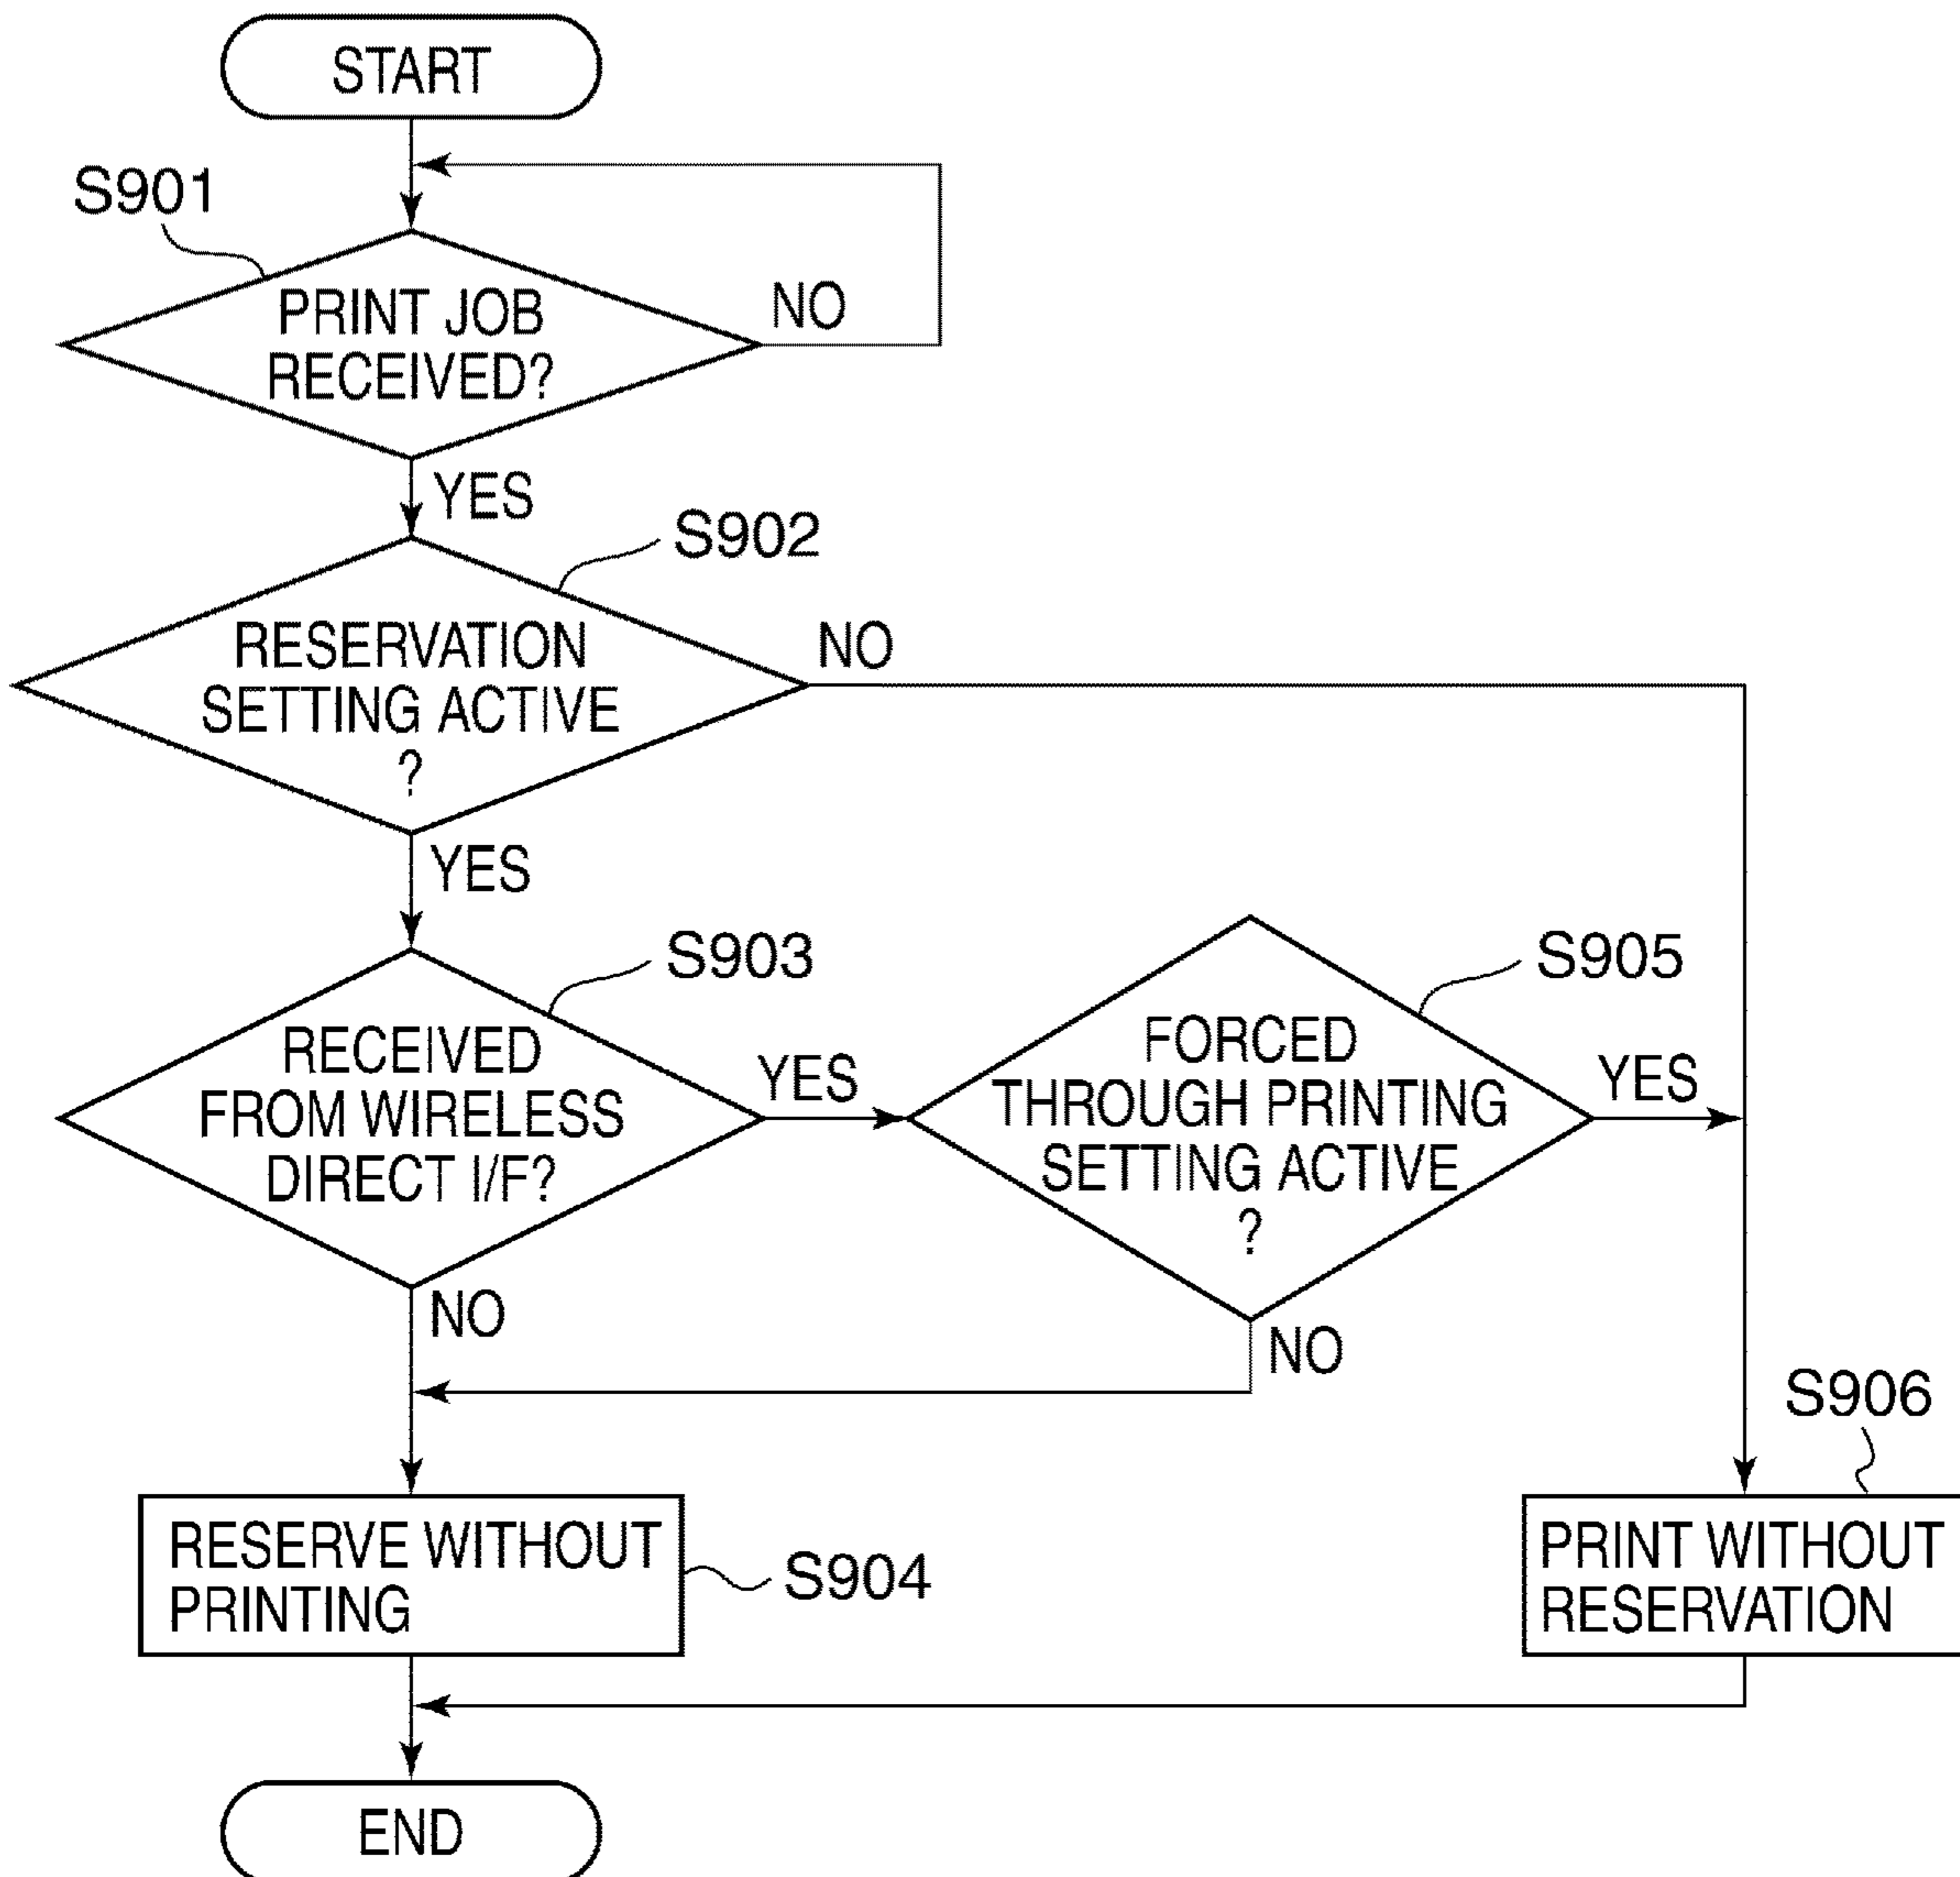 START
S901
PRINT JOB
RECEIVED?
NO
YES
S902
RESERVATION
SETTING ACTIVE
?
NO
YES
S903
RECEIVED
FROM WIRELESS
DIRECT I/F?
YES
S905
FORCED
THROUGH PRINTING
SETTING ACTIVE
?
YES
NO
NO
S906
RESERVE WITHOUT
PRINTING
S904
PRINT WITHOUT
RESERVATION
END